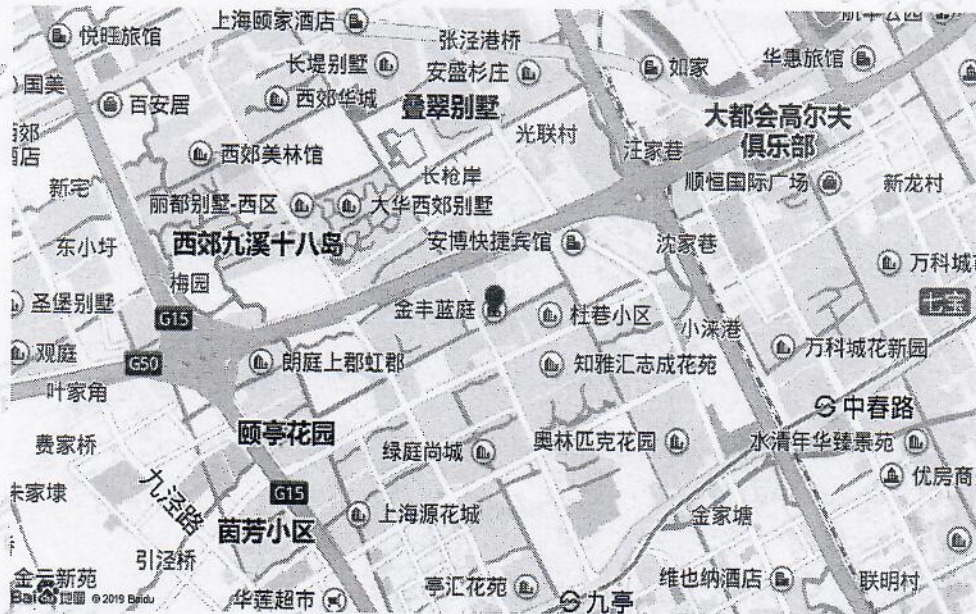 上海颐家酒店
悦旺旅馆
张泾港桥
长堤别墅
安盛杉庄
如家
华惠旅馆
国美
百安居
西郊华城
叠翠别墅
大都会高尔夫
俱乐部
光联村
汪家巷
西郊美林馆
新宅
长枪岸
顺恒国际广场
新龙村
丽都别墅-西区
大华西郊别墅
东小圩
西郊九溪十八岛
安博快捷宾馆
沈家巷
梅园
圣堡别墅
G15
金丰蓝庭
杜巷小区
小涞港
七宝
观庭
G50
朗庭上郡虹郡
知雅汇志成花苑
万科城花新园
叶家角
中春路
费家桥
颐亭花园
绿庭尚城
奥林匹克花园
水清年华臻景苑
优房商
朱家埭
九泾路
G15
茵芳小区
上海源花城
金家塘
引泾桥
金云新苑
华莲超市
亭汇花苑
九亭
维也纳酒店
联明村
Bai 地图 © 2019 Baidu